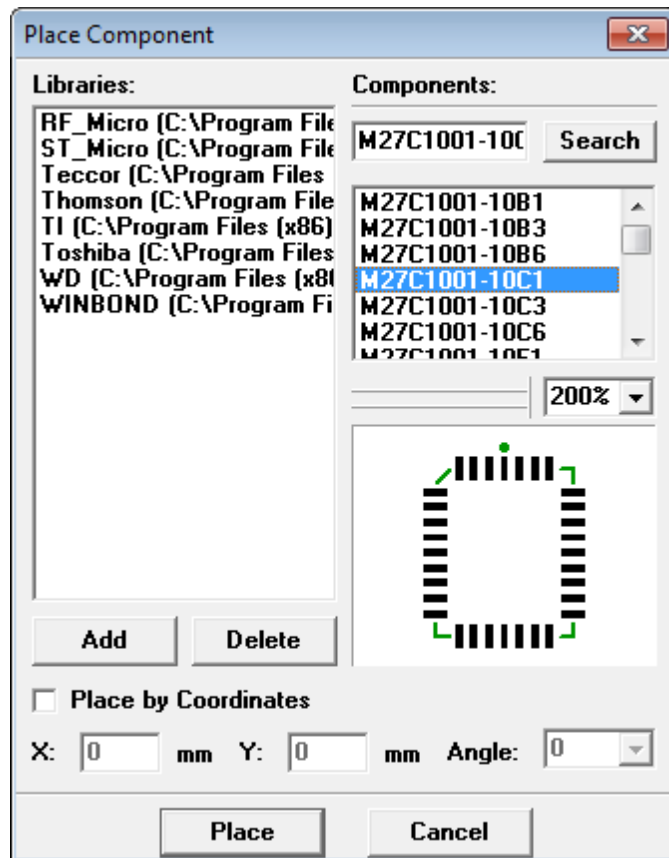 Place Component
Libraries:
RF_Micro (C:\Program File
ST_Micro (C:\Program File
Teccor (C:\Program Files
Thomson (C:\Program File
TI (C:\Program Files (x86)
Toshiba (C:\Program Files
WD (C:\Program Files (x8
WINBOND (C:\Program Fi
Add
Delete
Components:
M27C1001-10C
Search
M27C1001-10B1
M27C1001-10B3
M27C1001-10B6
M27C1001-10C1
M27C1001-10C3
M27C1001-10C6
M27C1001-10F1
200%
Place by Coordinates
X: 0 mm Y: 0 mm Angle: 0
Place
Cancel